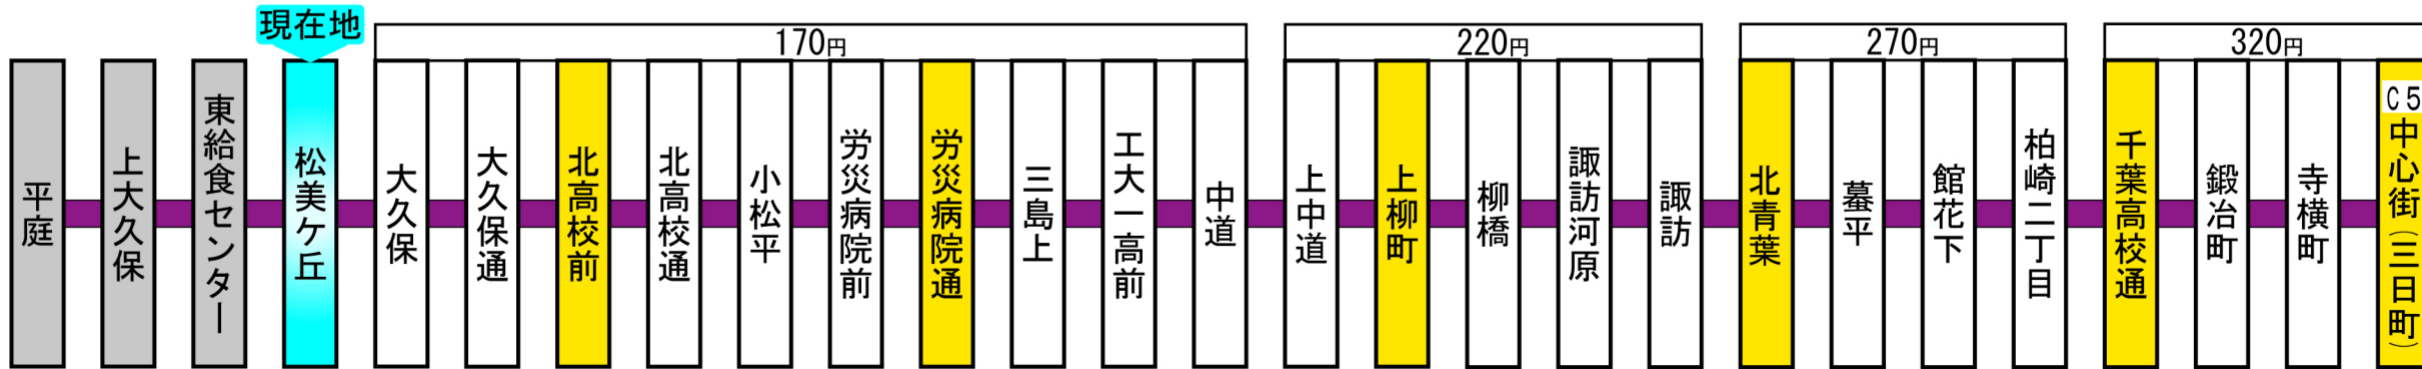 現在地
170円
220円
270円
320円
平庭
上大久保
東給食センター
松美ケ丘
大久保
大久保通
北高校前
北高校通
小松平
労災病院前
労災病院通
三島上
工大一高前
中道
上中道
上柳町
柳橋
諏訪河原
諏訪
北青葉
蟇平
館花下
柏崎二丁目
千葉高校通
鍛冶町
寺横町
C5
中心街(三日町)